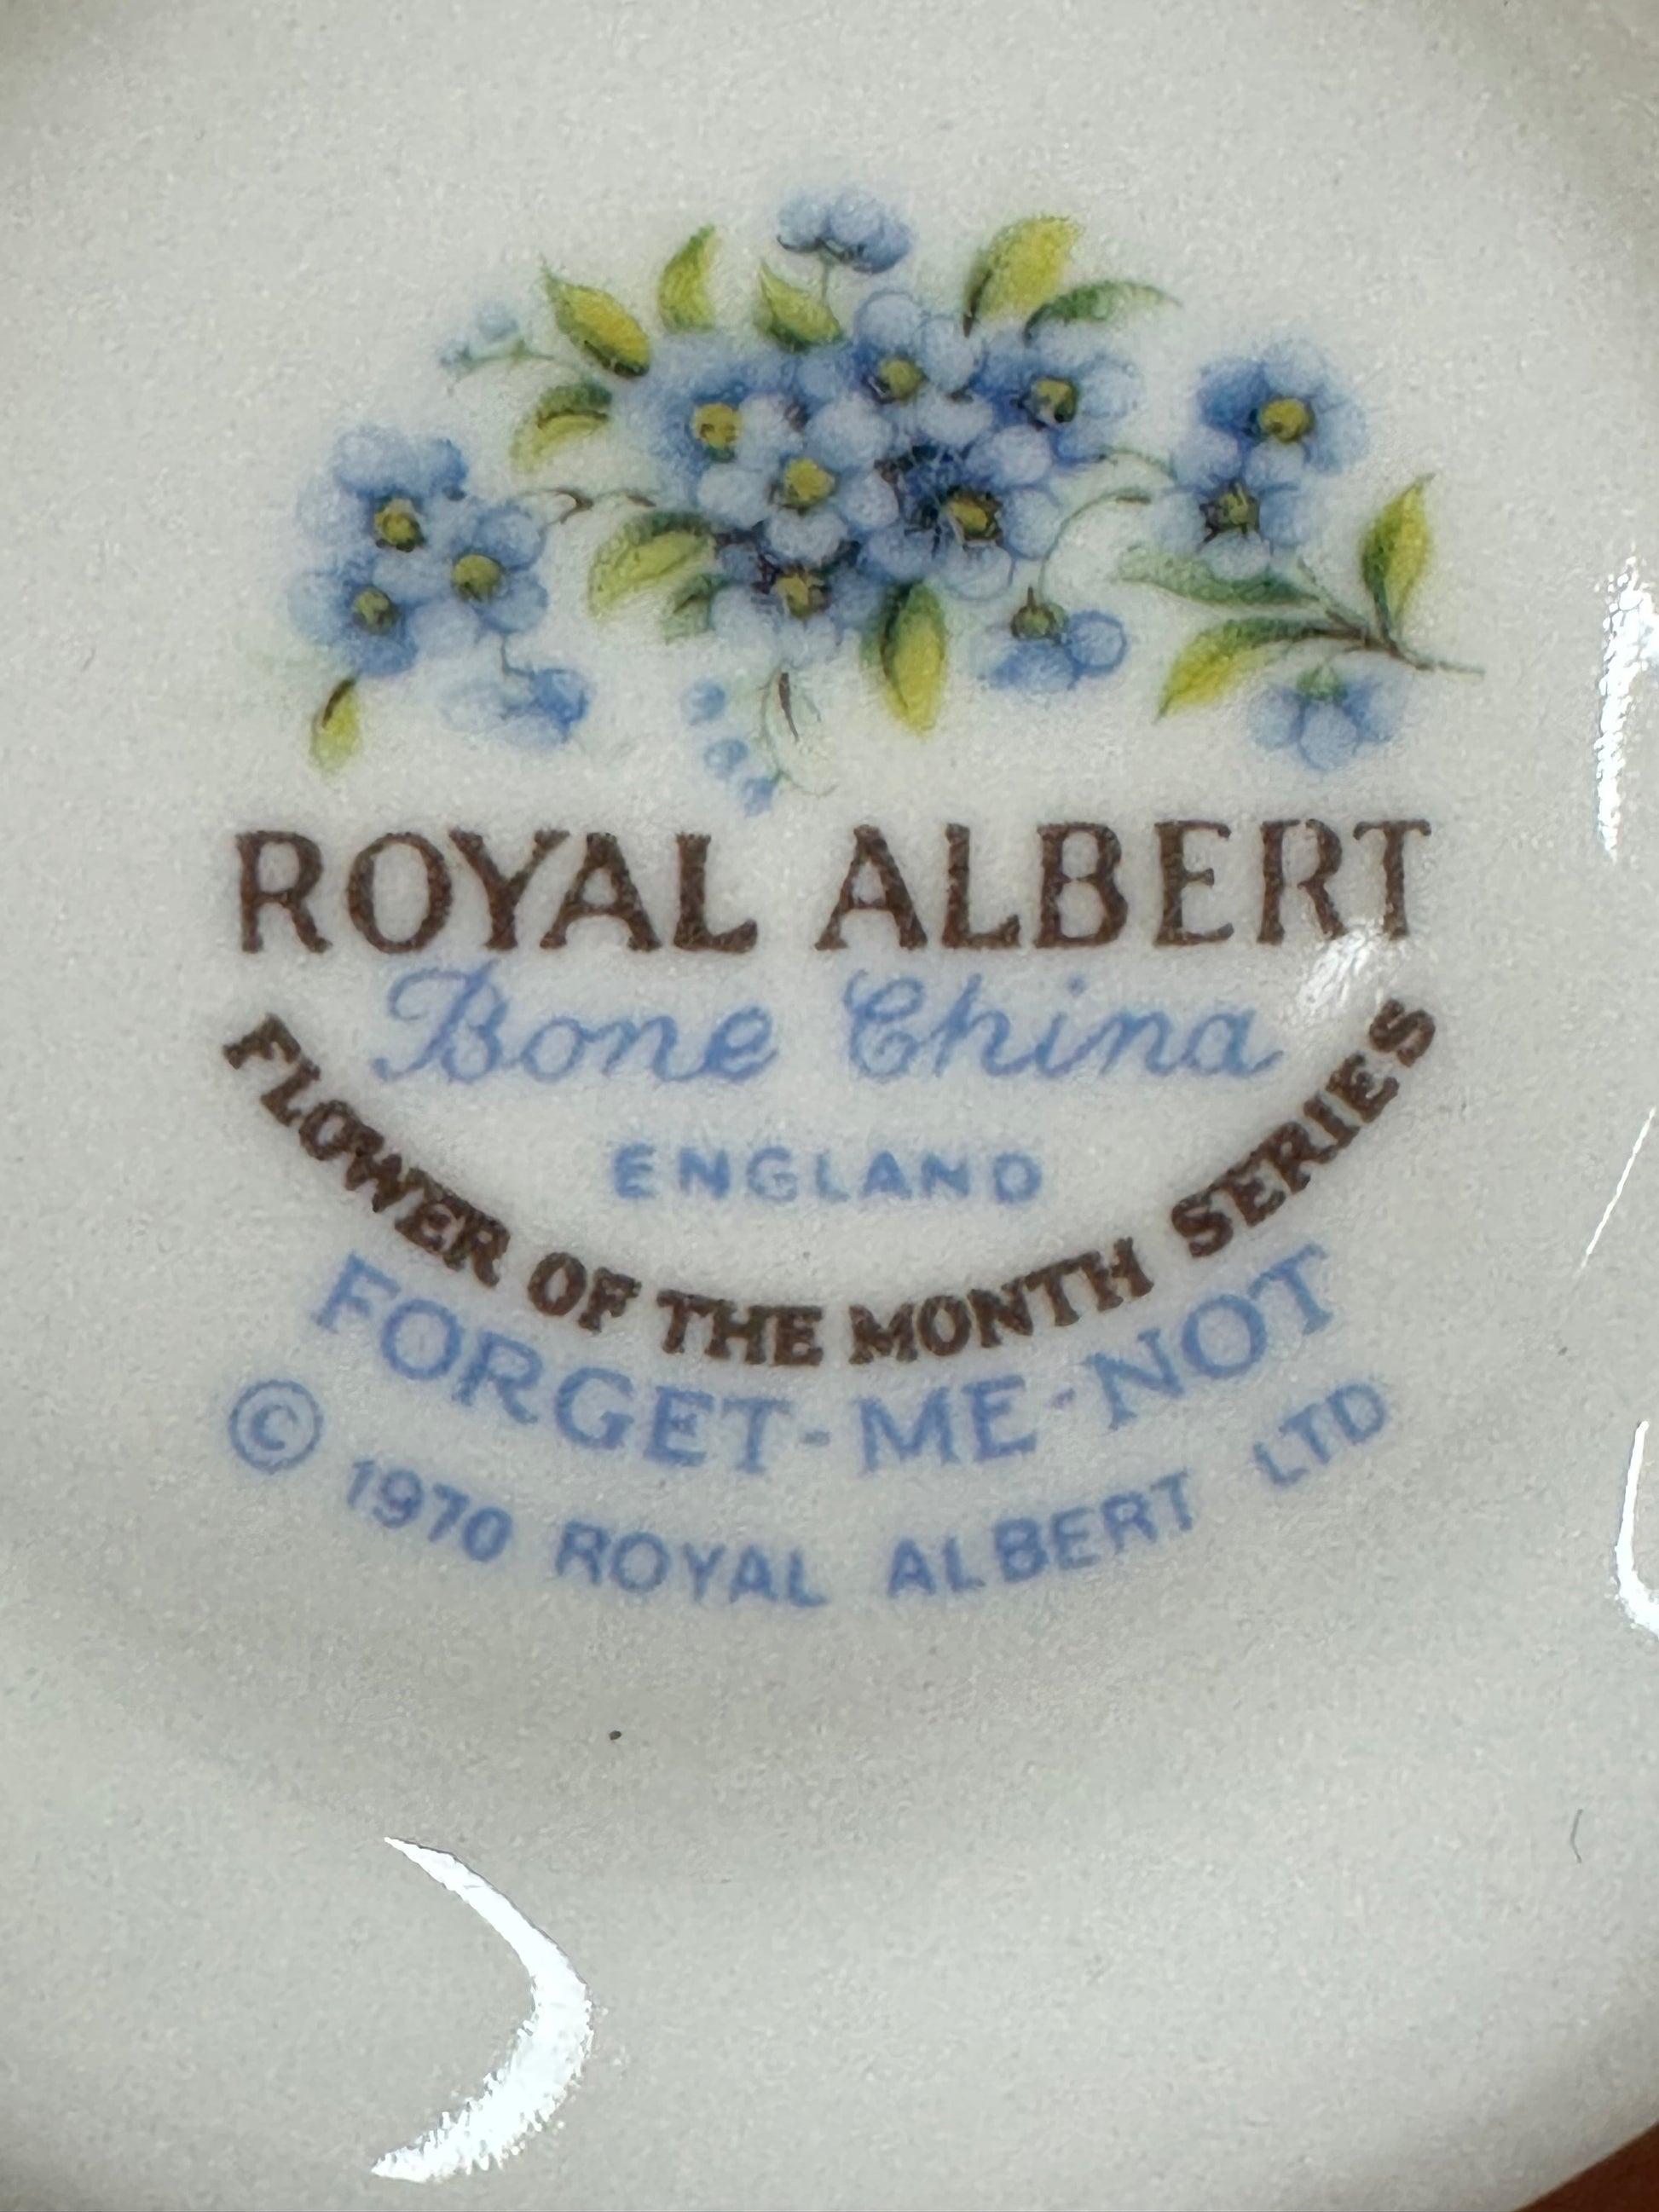 ROYAL ALBERT
Bone China
ENGLAND
FLOWER OF THE MONTH SERIES
FORGET-ME-NOT
© 1970 ROYAL ALBERT LTD